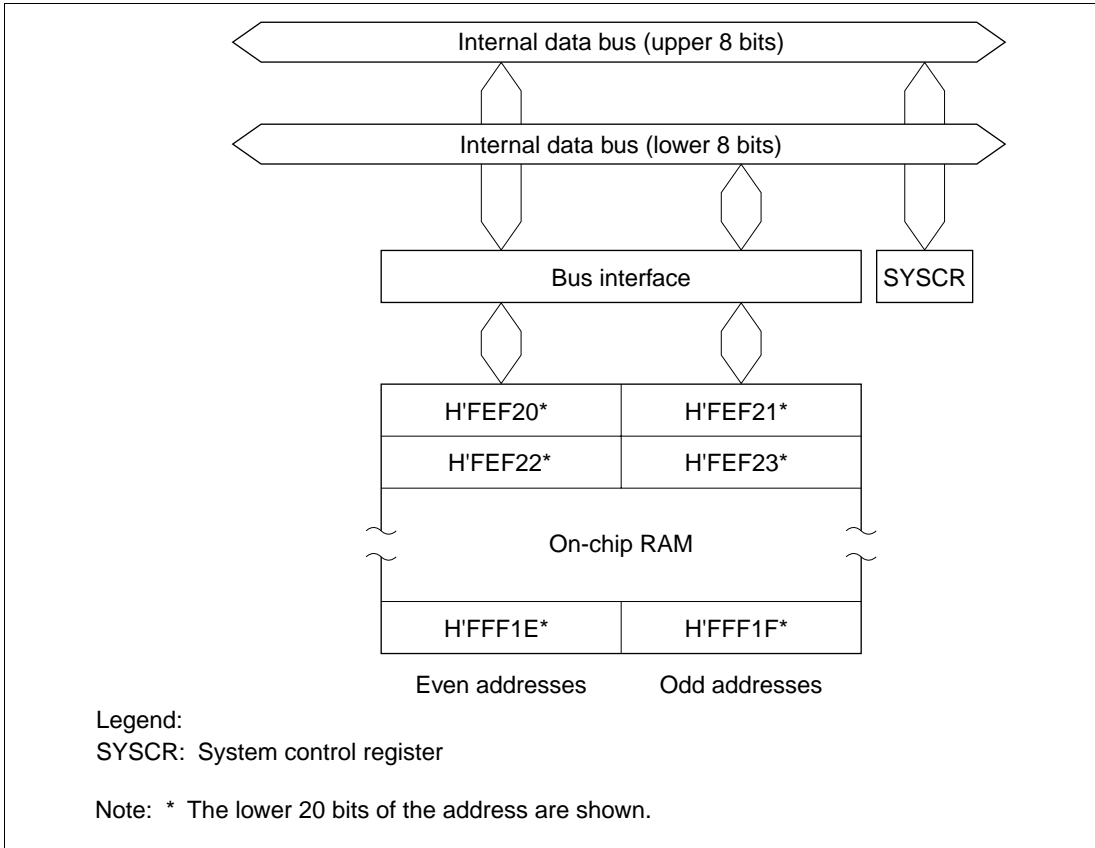 Internal data bus (upper 8 bits)
Internal data bus (lower 8 bits)
Bus interface
SYSCR
H'FEF20*
H'FEF21*
H'FEF22*
H'FEF23*
On-chip RAM
H'FFF1E*
H'FFF1F*
Even addresses
Odd addresses
Legend:
SYSCR: System control register
Note: * The lower 20 bits of the address are shown.